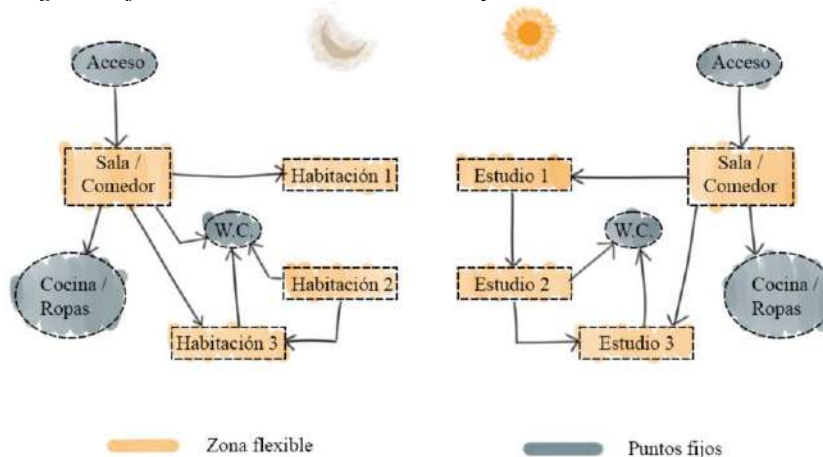 Acceso
Sala /
Comedor
Habitación 1
W.C.
Cocina /
Ropas
Habitación 2
Habitación 3
Acceso
Estudio 1
Sala /
Comedor
W.C.
Estudio 2
Cocina /
Ropas
Estudio 3
Zona flexible
Puntos fijos